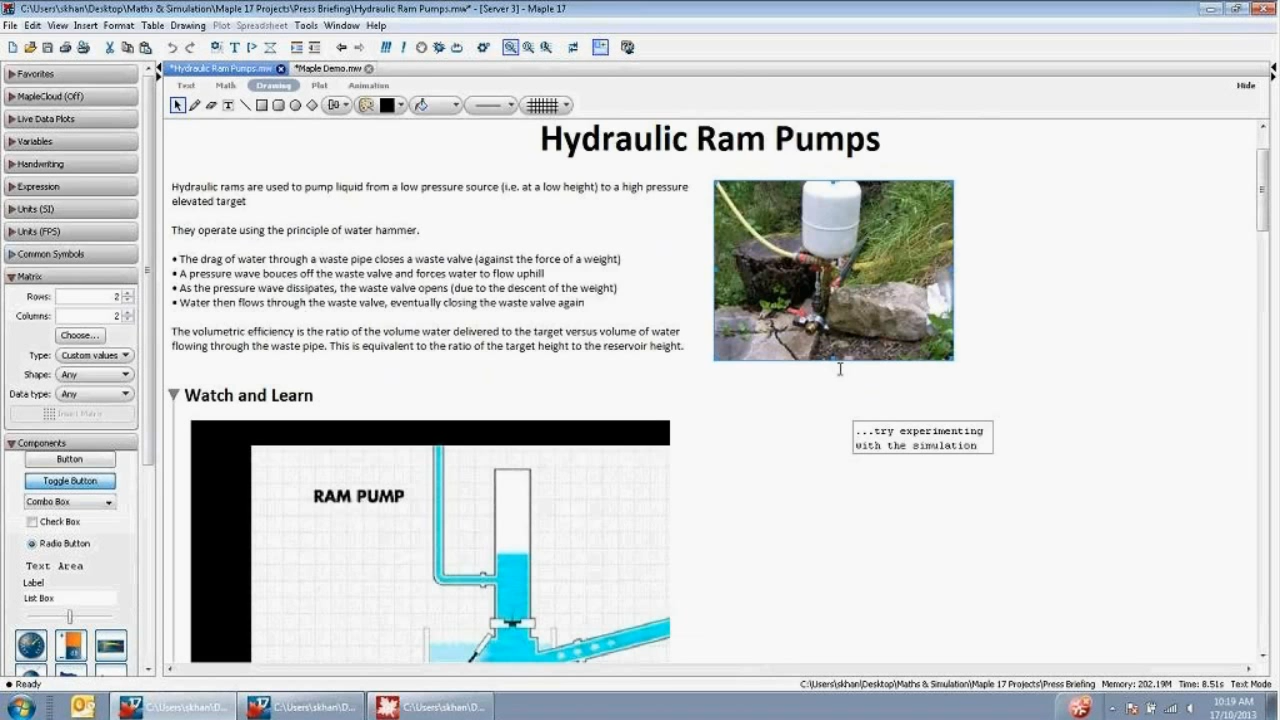 C:\Users\skhan\Desktop\Maths & Simulation\Maple 17 Projects\Press Briefing\Hydraulic Ram Pumps.mw* - [Server 3] - Maple 17
File Edit View Insert Format Table Drawing Plot Spreadsheet Tools Window Help
*Hydraulic Ram Pumps.mw *Maple Demo.mw
Text Math Drawing Plot Animation Hide
Favorites
MapleCloud (Off)
Live Data Plots
Variables
Handwriting
Expression
Units (SI)
Units (FPS)
Common Symbols
Matrix
Rows: 2
Columns: 2
Choose...
Type: Custom values
Shape: Any
Data type: Any
Insert Matrix
Components
Button
Toggle Button
Combo Box
Check Box
Radio Button
Text Area
Label
List Box
Hydraulic Ram Pumps
Hydraulic rams are used to pump liquid from a low pressure source (i.e. at a low height) to a high pressure
elevated target
They operate using the principle of water hammer.
• The drag of water through a waste pipe closes a waste valve (against the force of a weight)
• A pressure wave bouces off the waste valve and forces water to flow uphill
• As the pressure wave dissipates, the waste valve opens (due to the descent of the weight)
• Water then flows through the waste valve, eventually closing the waste valve again
The volumetric efficiency is the ratio of the volume water delivered to the target versus volume of water
flowing through the waste pipe. This is equivalent to the ratio of the target height to the reservoir height.
Watch and Learn
RAM PUMP
...try experimenting
with the simulation
Ready
C:\Users\skhan\Desktop\Maths & Simulation\Maple 17 Projects\Press Briefing Memory: 202.19M Time: 8.51s Text Mode
C:\Users\skhan\D... C:\Users\skhan\D... C:\Users\skhan\D...
10:19 AM
17/10/2013